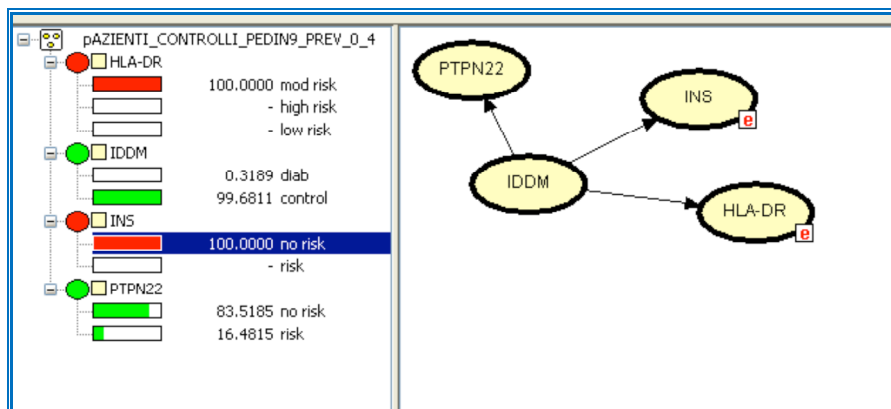 pAZIENTI_CONTROLLI_PEDIN9_PREV_0_4
HLA-DR
100.0000 mod risk
- high risk
- low risk
IDDM
0.3189 diab
99.6811 control
INS
100.0000 no risk
- risk
PTPN22
83.5185 no risk
16.4815 risk
PTPN22
INS
e
IDDM
HLA-DR
e